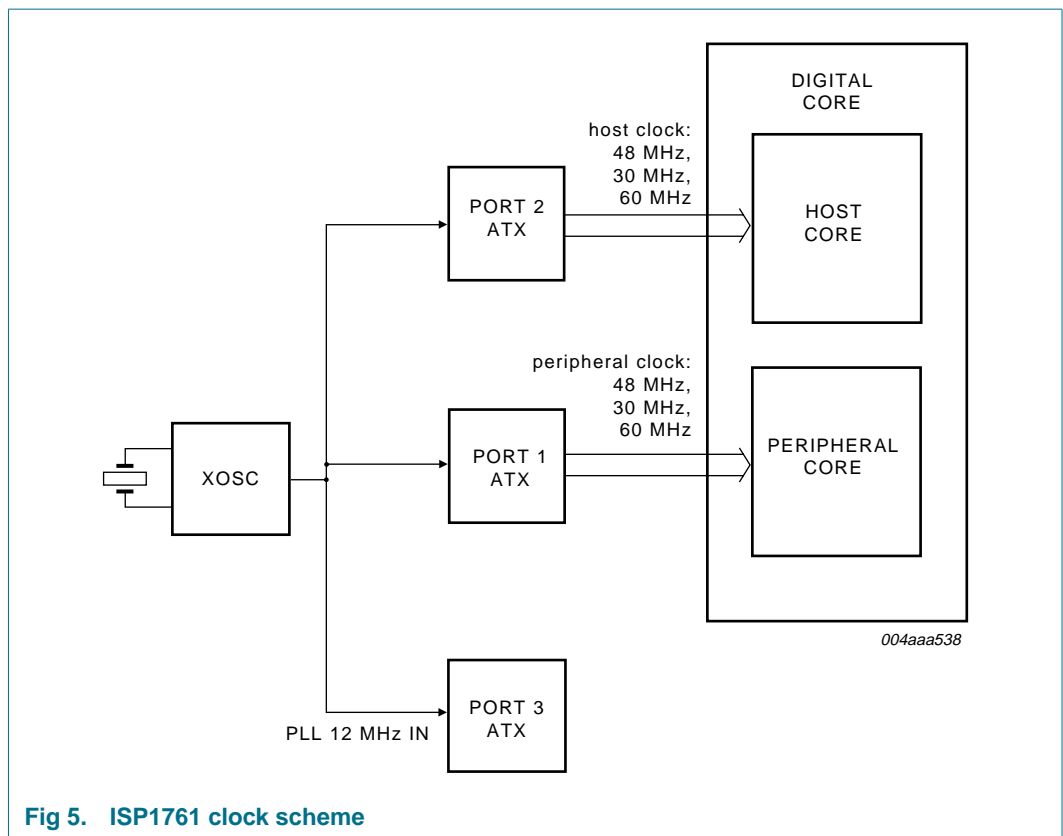 DIGITAL
CORE
host clock:
48 MHz,
30 MHz,
60 MHz
PORT 2
ATX
HOST
CORE
peripheral clock:
48 MHz,
30 MHz,
60 MHz
XOSC
PORT 1
ATX
PERIPHERAL
CORE
004aaa538
PLL 12 MHz IN
PORT 3
ATX
Fig 5. ISP1761 clock scheme